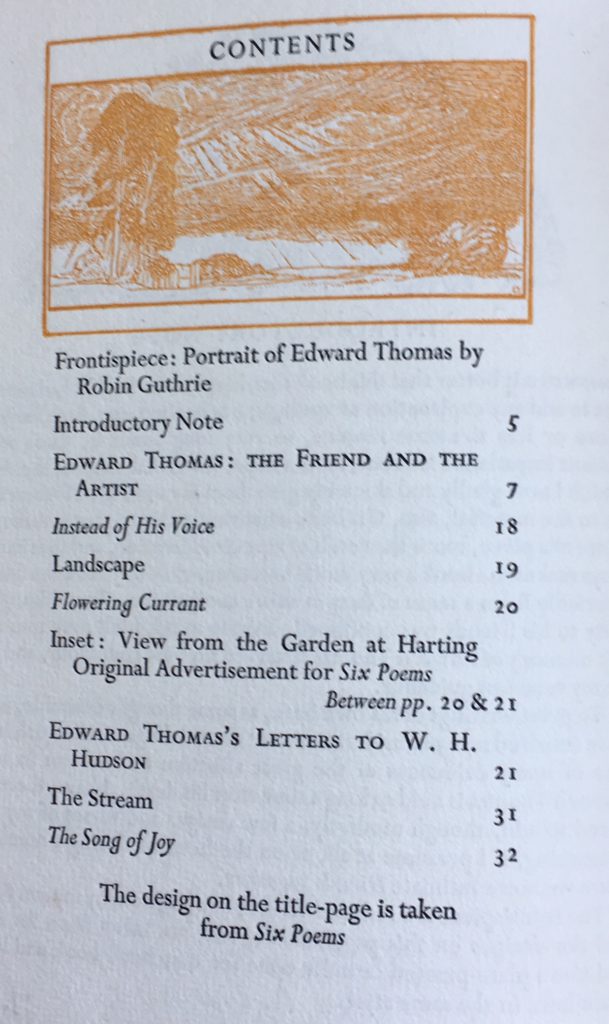 CONTENTS
Frontispiece: Portrait of Edward Thomas by
Robin Guthrie
Introductory Note 5
EDWARD THOMAS: THE FRIEND AND THE
ARTIST 7
Instead of His Voice 18
Landscape 19
Flowering Currant 20
Inset: View from the Garden at Harting
Original Advertisement for Six Poems
Between pp. 20 & 21
EDWARD THOMAS'S LETTERS TO W. H.
HUDSON 21
The Stream 31
The Song of Joy 32
The design on the title-page is taken
from Six Poems